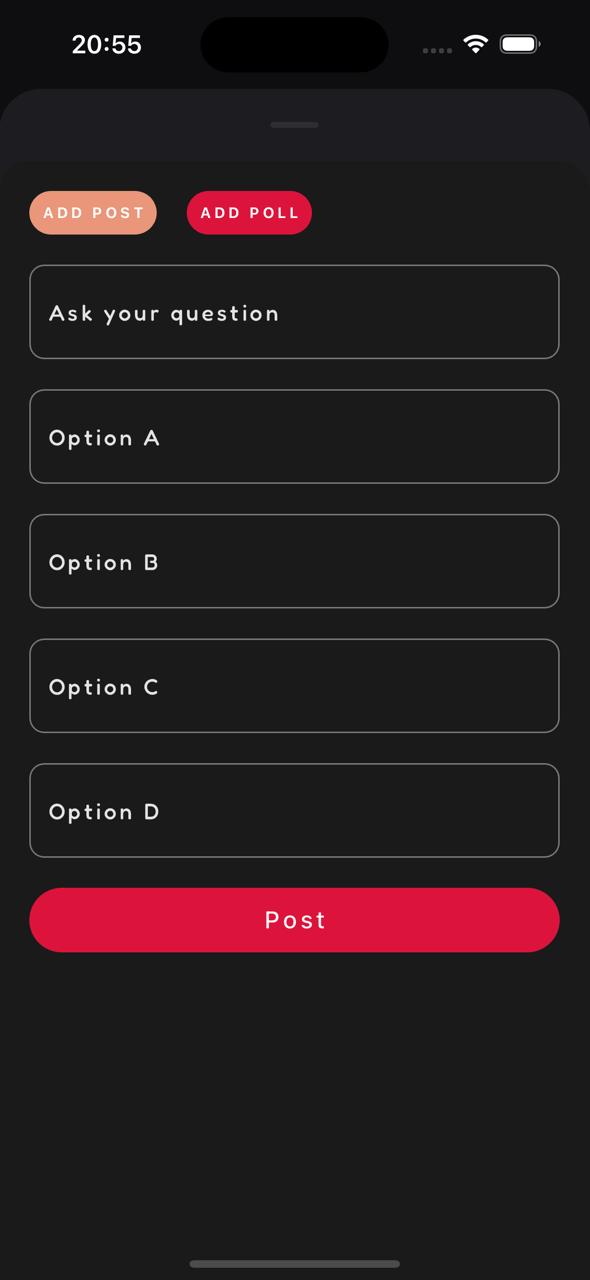 20:55
ADD POST ADD POLL
Ask your question
Option A
Option B
Option C
Option D
Post